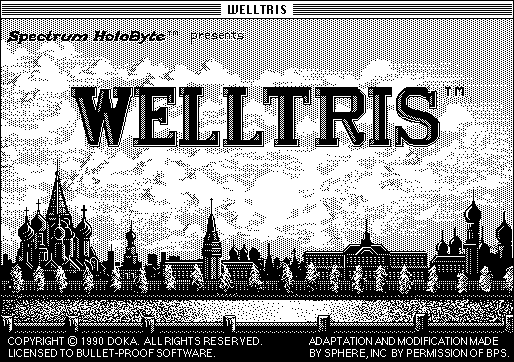 WELLTRIS
Spectrum HoloByte™ presents
WELLTRIS™
COPYRIGHT © 1990 DOKA. ALL RIGHTS RESERVED.
LICENSED TO BULLET-PROOF SOFTWARE.
ADAPTATION AND MODIFICATION MADE
BY SPHERE, INC BY PERMISSION OF BPS.